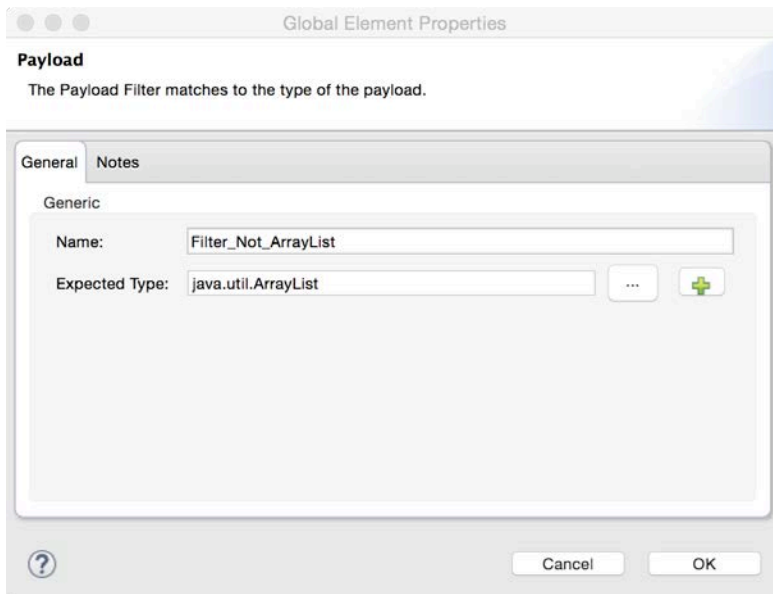 Global Element Properties
Payload
The Payload Filter matches to the type of the payload.
General Notes
Generic
Name: Filter_Not_ArrayList
Expected Type: java.util.ArrayList ...
? Cancel OK